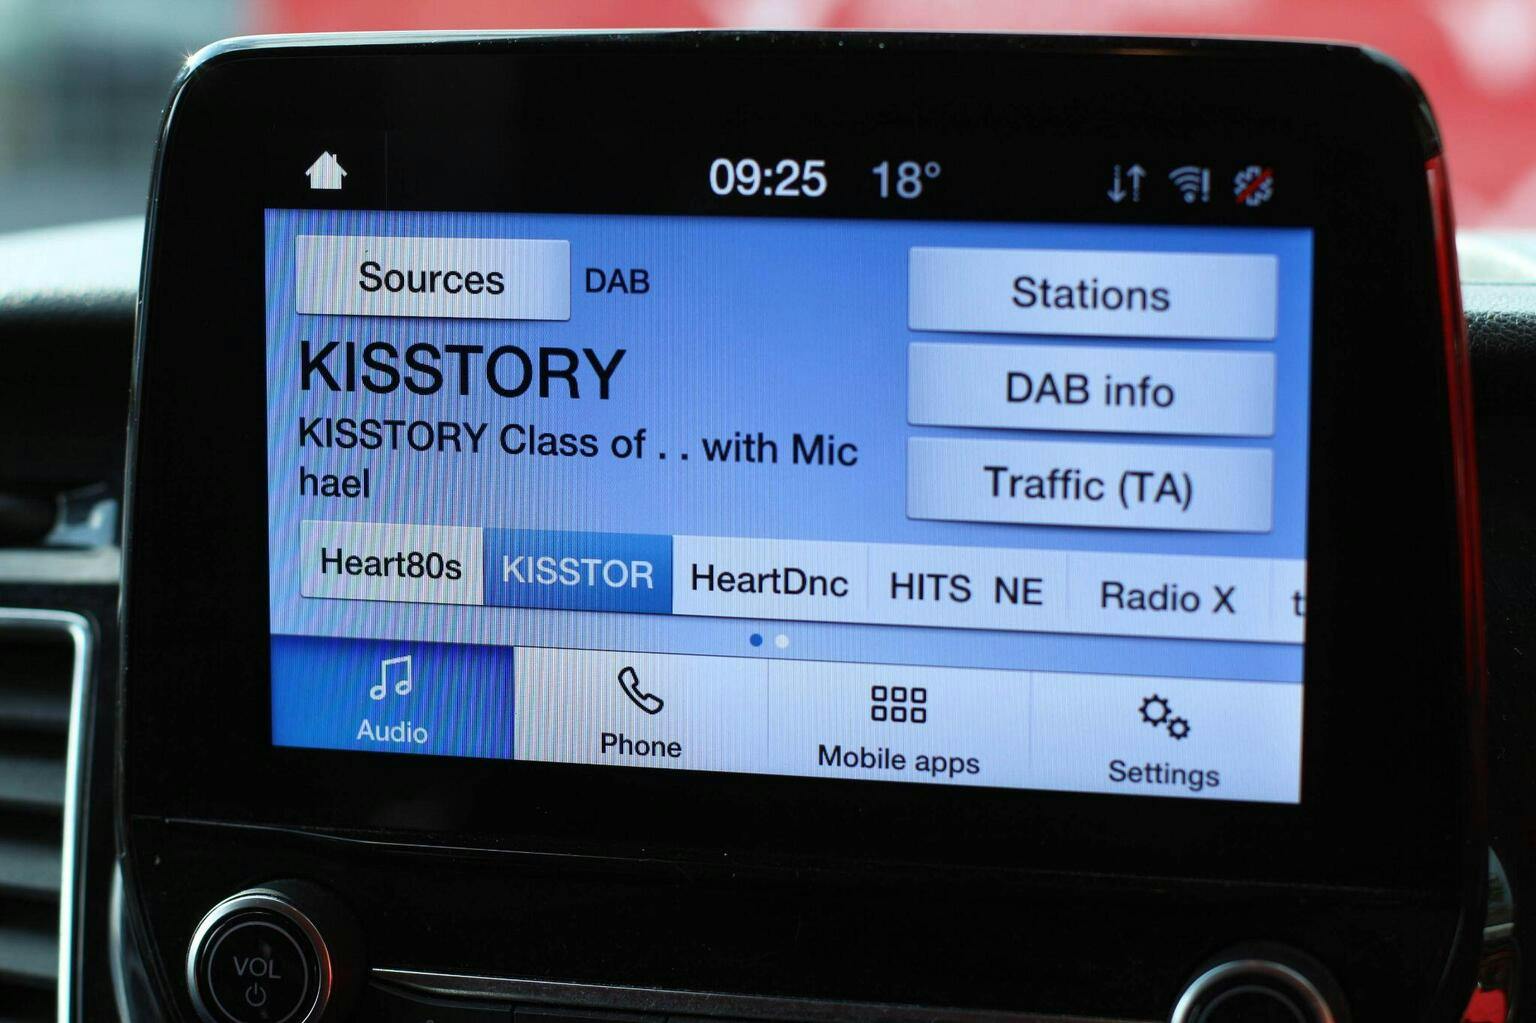 09:25 18°
Sources DAB
Stations
KISSTORY
DAB info
KISSTORY Class of . . with Mic
hael
Traffic (TA)
Heart80s KISSTOR HeartDnc HITS NE Radio X t
Audio Phone Mobile apps Settings
VOL